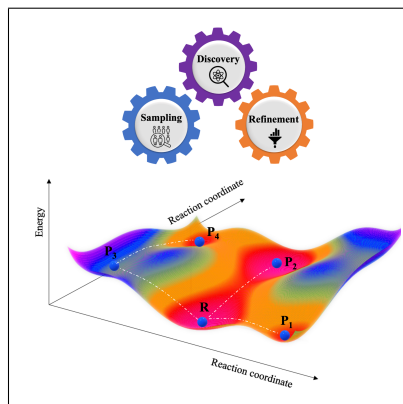 Discovery
Sampling
Refinement
Energy
Reaction coordinate
P3
P4
P2
R
P1
Reaction coordinate